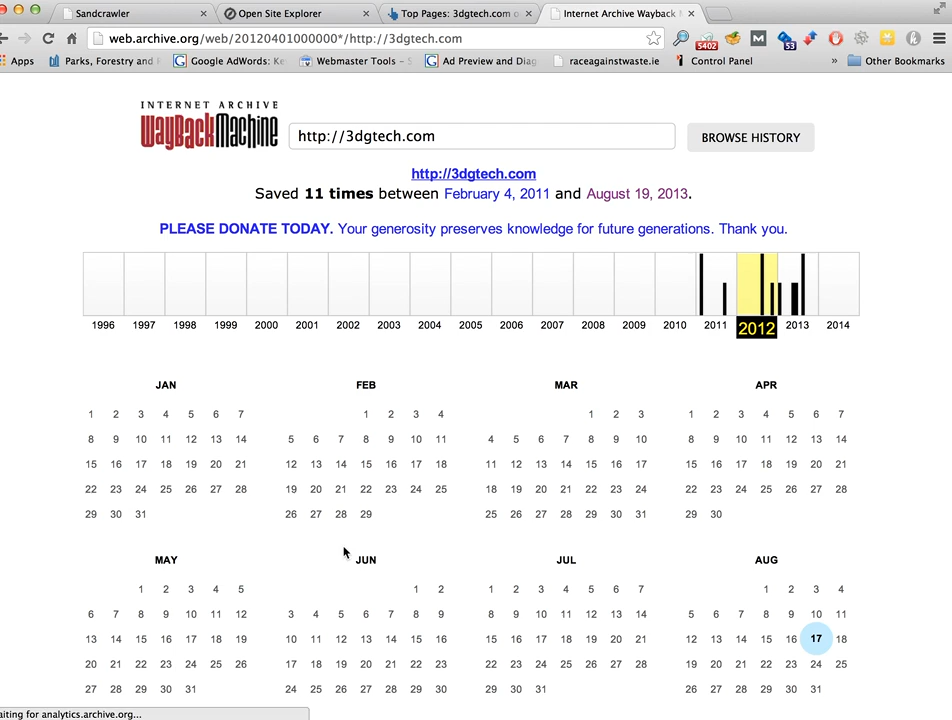 Sandcrawler
Open Site Explorer
Top Pages: 3dgtech.com o
Internet Archive Wayback
web.archive.org/web/20120401000000*/http://3dgtech.com
5402
53
Apps
Parks, Forestry and
Google AdWords: Ke
Webmaster Tools - S
Ad Preview and Diag
raceagainstwaste.ie
Control Panel
»
Other Bookmarks
INTERNET ARCHIVE
WayBackMachine
http://3dgtech.com
BROWSE HISTORY
http://3dgtech.com
Saved 11 times between February 4, 2011 and August 19, 2013.
PLEASE DONATE TODAY. Your generosity preserves knowledge for future generations. Thank you.
1996 1997 1998 1999 2000 2001 2002 2003 2004 2005 2006 2007 2008 2009 2010 2011 2012 2013 2014
JAN FEB MAR APR
1 2 3 4 5 6 7 1 2 3 4 1 2 3 1 2 3 4 5 6 7
8 9 10 11 12 13 14 5 6 7 8 9 10 11 4 5 6 7 8 9 10 8 9 10 11 12 13 14
15 16 17 18 19 20 21 12 13 14 15 16 17 18 11 12 13 14 15 16 17 15 16 17 18 19 20 21
22 23 24 25 26 27 28 19 20 21 22 23 24 25 18 19 20 21 22 23 24 22 23 24 25 26 27 28
29 30 31 26 27 28 29 25 26 27 28 29 30 31 29 30
MAY JUN JUL AUG
1 2 3 4 5 1 2 1 2 3 4 5 6 7 1 2 3 4
6 7 8 9 10 11 12 3 4 5 6 7 8 9 8 9 10 11 12 13 14 5 6 7 8 9 10 11
13 14 15 16 17 18 19 10 11 12 13 14 15 16 15 16 17 18 19 20 21 12 13 14 15 16 17 18
20 21 22 23 24 25 26 17 18 19 20 21 22 23 22 23 24 25 26 27 28 19 20 21 22 23 24 25
27 28 29 30 31 24 25 26 27 28 29 30 29 30 31 26 27 28 29 30 31
aiting for analytics.archive.org...